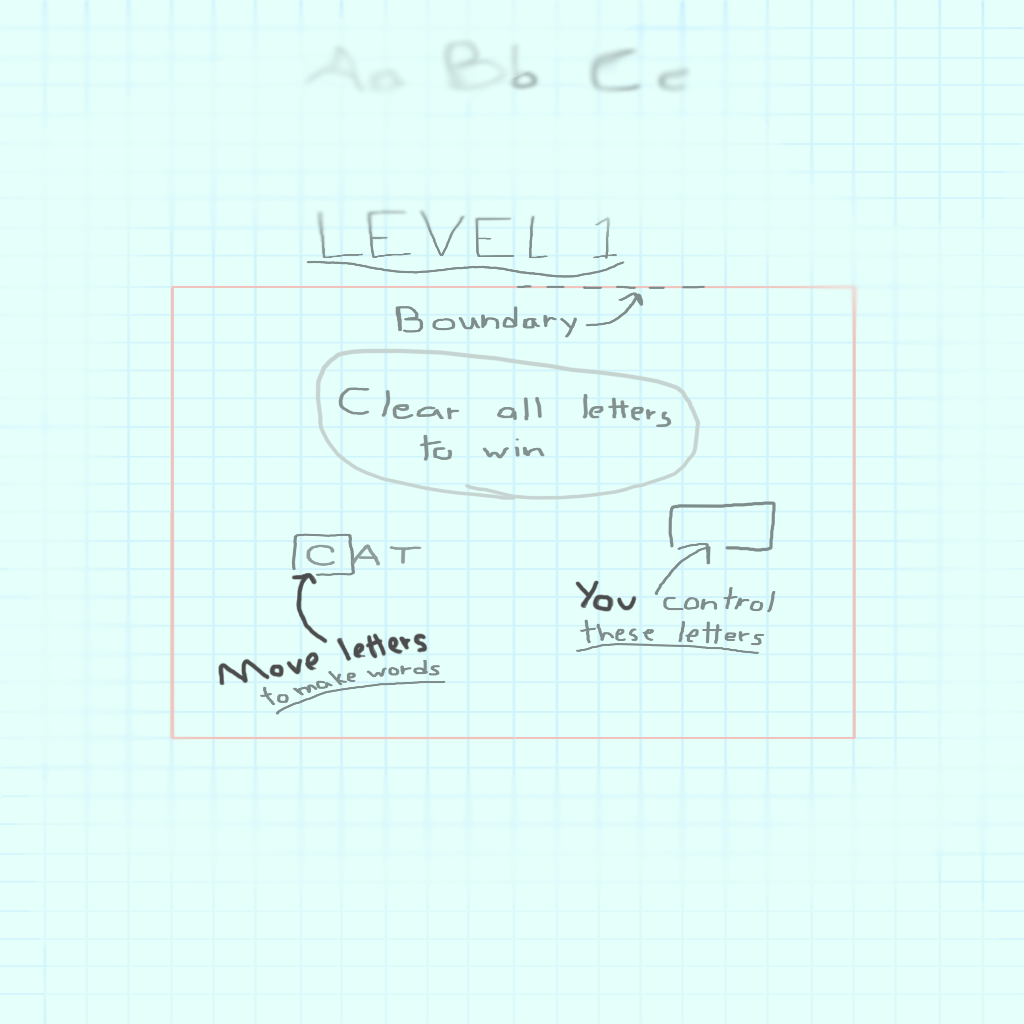 Aa Bb Cc
LEVEL 1
Boundary
Clear all letters
to win
CAT
Move letters
to make words
You control
these letters